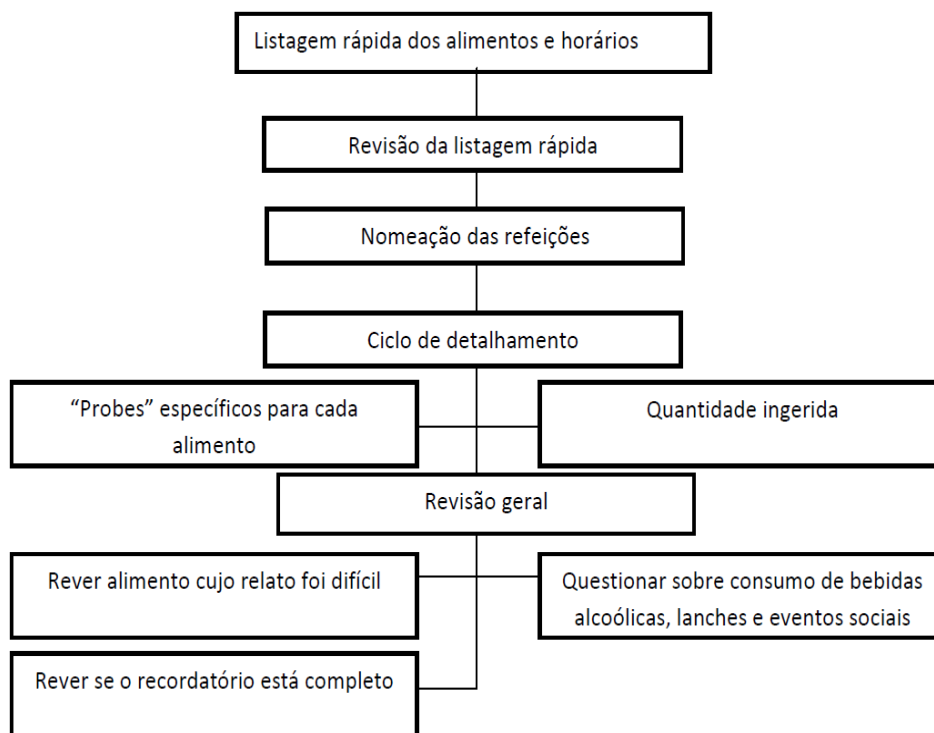 Listagem rápida dos alimentos e horários
Revisão da listagem rápida
Nomeação das refeições
Ciclo de detalhamento
“Probes” específicos para cada
alimento
Quantidade ingerida
Revisão geral
Rever alimento cujo relato foi difícil
Questionar sobre consumo de bebidas
alcoólicas, lanches e eventos sociais
Rever se o recordatório está completo